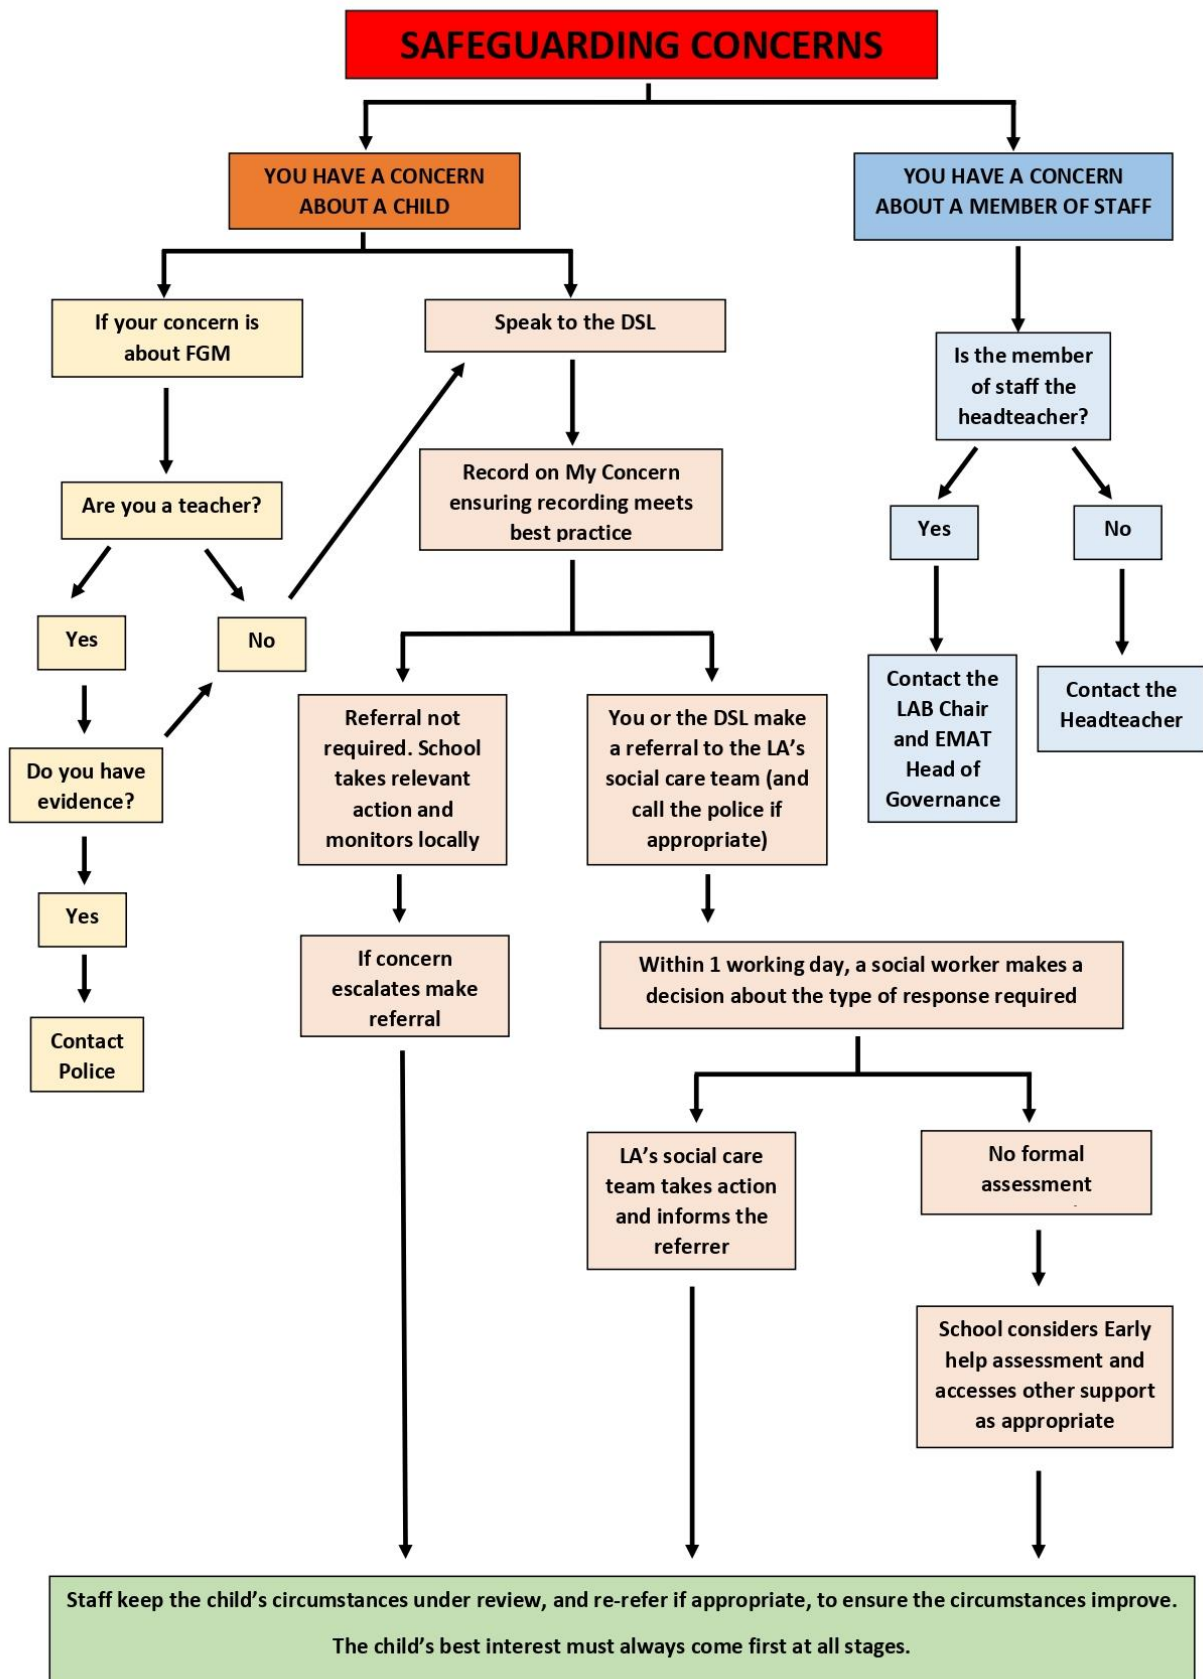 SAFEGUARDING CONCERNS
YOU HAVE A CONCERN
ABOUT A CHILD
YOU HAVE A CONCERN
ABOUT A MEMBER OF STAFF
If your concern is
about FGM
Speak to the DSL
Is the member
of staff the
headteacher?
Are you a teacher?
Record on My Concern
ensuring recording meets
best practice
Yes
No
Yes
No
Contact the
LAB Chair
and EMAT
Head of
Governance
Contact the
Headteacher
Do you have
evidence?
Referral not
required. School
takes relevant
action and
monitors locally
You or the DSL make
a referral to the LA’s
social care team (and
call the police if
appropriate)
Yes
If concern
escalates make
referral
Within 1 working day, a social worker makes a
decision about the type of response required
Contact
Police
LA’s social care
team takes action
and informs the
referrer
No formal
assessment
School considers Early
help assessment and
accesses other support
as appropriate
Staff keep the child’s circumstances under review, and re-refer if appropriate, to ensure the circumstances improve.
The child’s best interest must always come first at all stages.